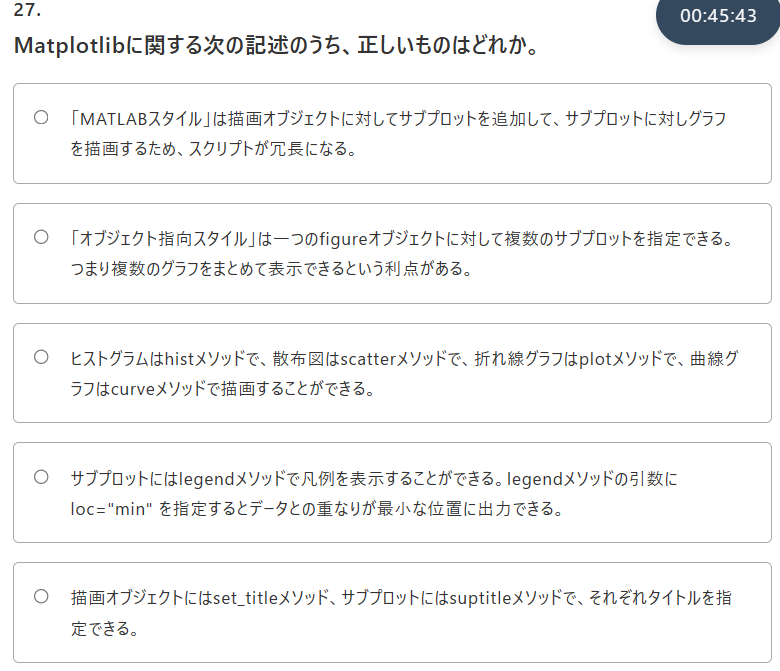 27.
00:45:43
Matplotlibに関する次の記述のうち、正しいものはどれか。
「MATLABスタイル」は描画オブジェクトに対してサブプロットを追加して、サブプロットに対しグラフ
を描画するため、スクリプトが冗長になる。
「オブジェクト指向スタイル」は一つのfigureオブジェクトに対して複数のサブプロットを指定できる。
つまり複数のグラフをまとめて表示できるという利点がある。
ヒストグラムはhistメソッドで、散布図はscatterメソッドで、折れ線グラフはplotメソッドで、曲線グ
ラフはcurveメソッドで描画することができる。
サブプロットにはlegendメソッドで凡例を表示することができる。legendメソッドの引数に
loc="min" を指定するとデータとの重なりが最小な位置に出力できる。
描画オブジェクトにはset_titleメソッド、サブプロットにはsuptitleメソッドで、それぞれタイトルを指
定できる。